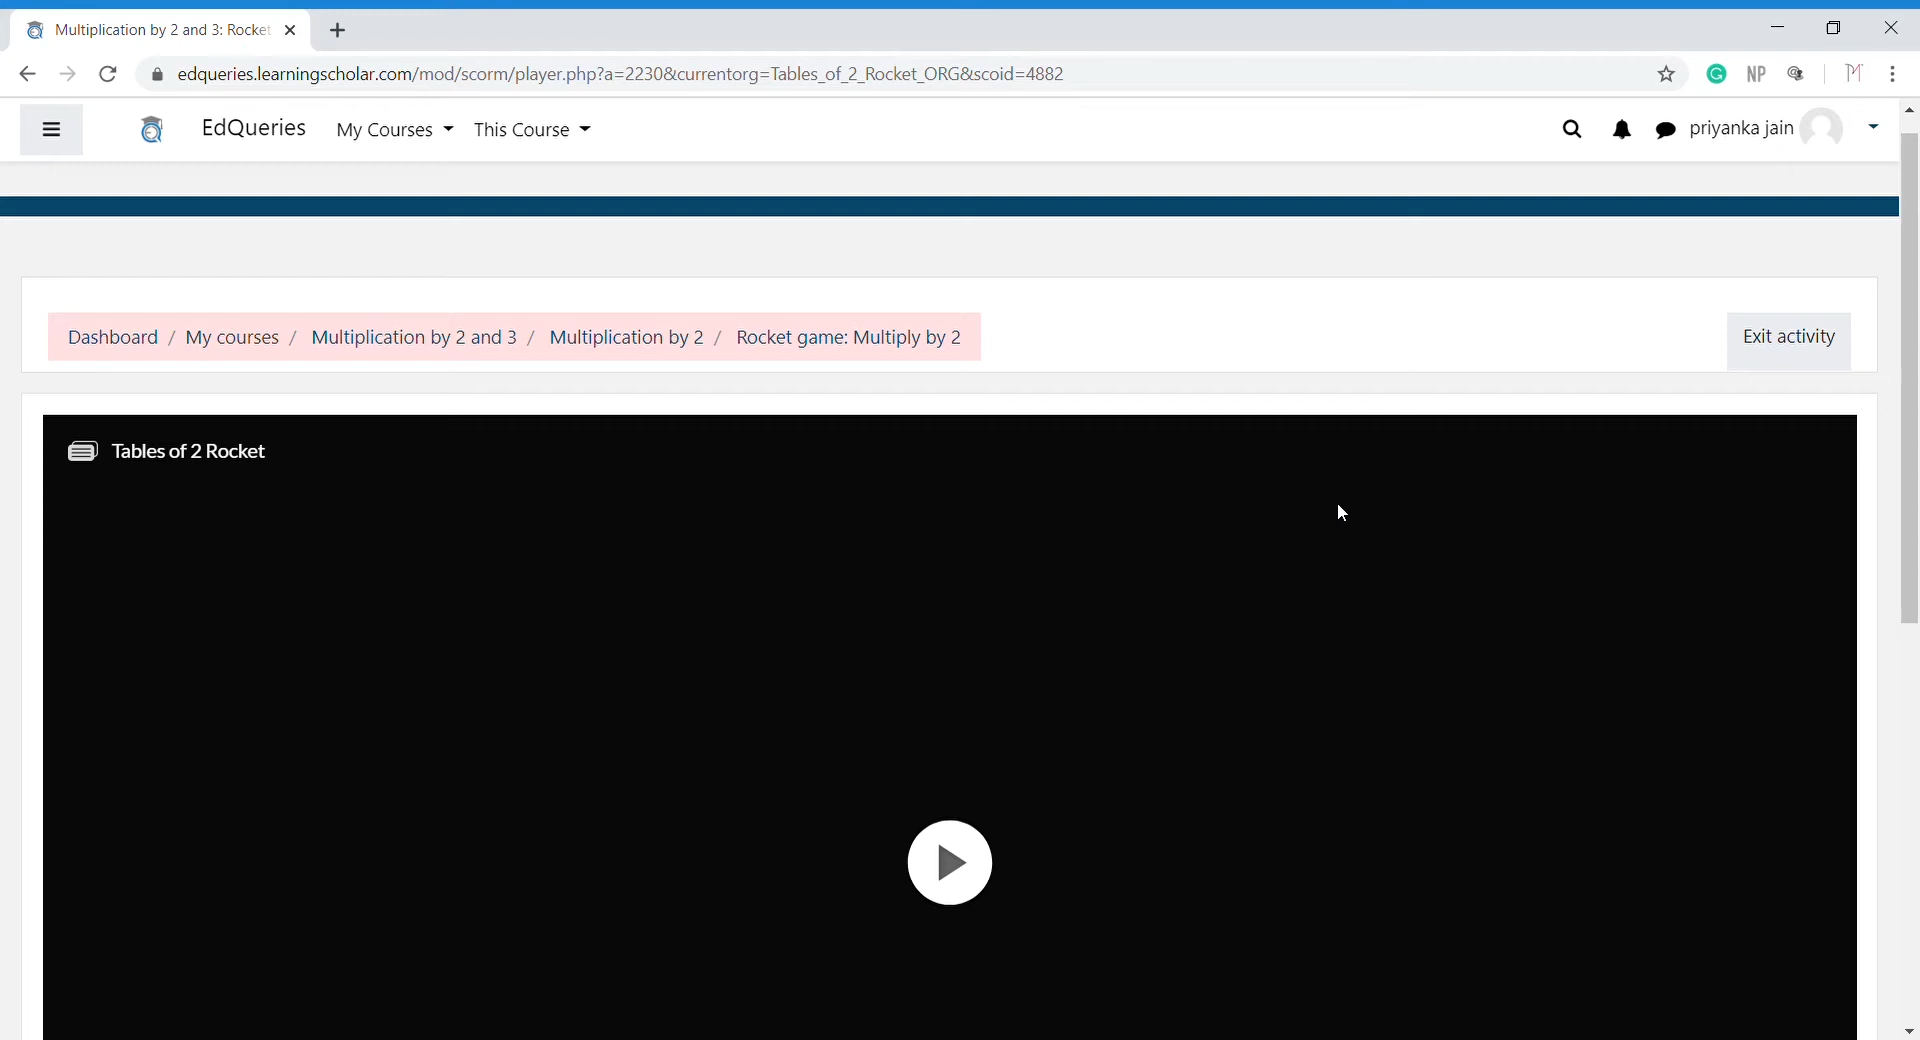 Multiplication by 2 and 3: Rocket
edqueries.learningscholar.com/mod/scorm/player.php?a=2230&currentorg=Tables_of_2_Rocket_ORG&scoid=4882
NP
EdQueries My Courses This Course priyanka jain
Dashboard / My courses / Multiplication by 2 and 3 / Multiplication by 2 / Rocket game: Multiply by 2
Exit activity
Tables of 2 Rocket